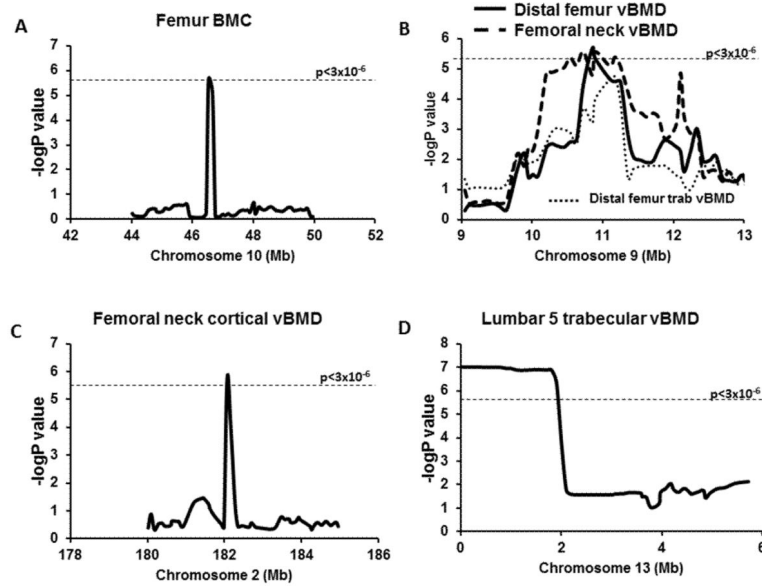 A
Femur BMC
-logP value
7
6
5
4
3
2
1
0
p<3x10⁻⁶
42 44 46 48 50 52
Chromosome 10 (Mb)
B
Distal femur vBMD
Femoral neck vBMD
-logP value
6
5
4
3
2
1
0
p<3x10⁻⁶
Distal femur trab vBMD
9 10 11 12 13
Chromosome 9 (Mb)
C
Femoral neck cortical vBMD
-logP value
7
6
5
4
3
2
1
0
p<3x10⁻⁶
178 180 182 184 186
Chromosome 2 (Mb)
D
Lumbar 5 trabecular vBMD
-logP value
8
7
6
5
4
3
2
1
0
p<3x10⁻⁶
0 2 4 6
Chromosome 13 (Mb)